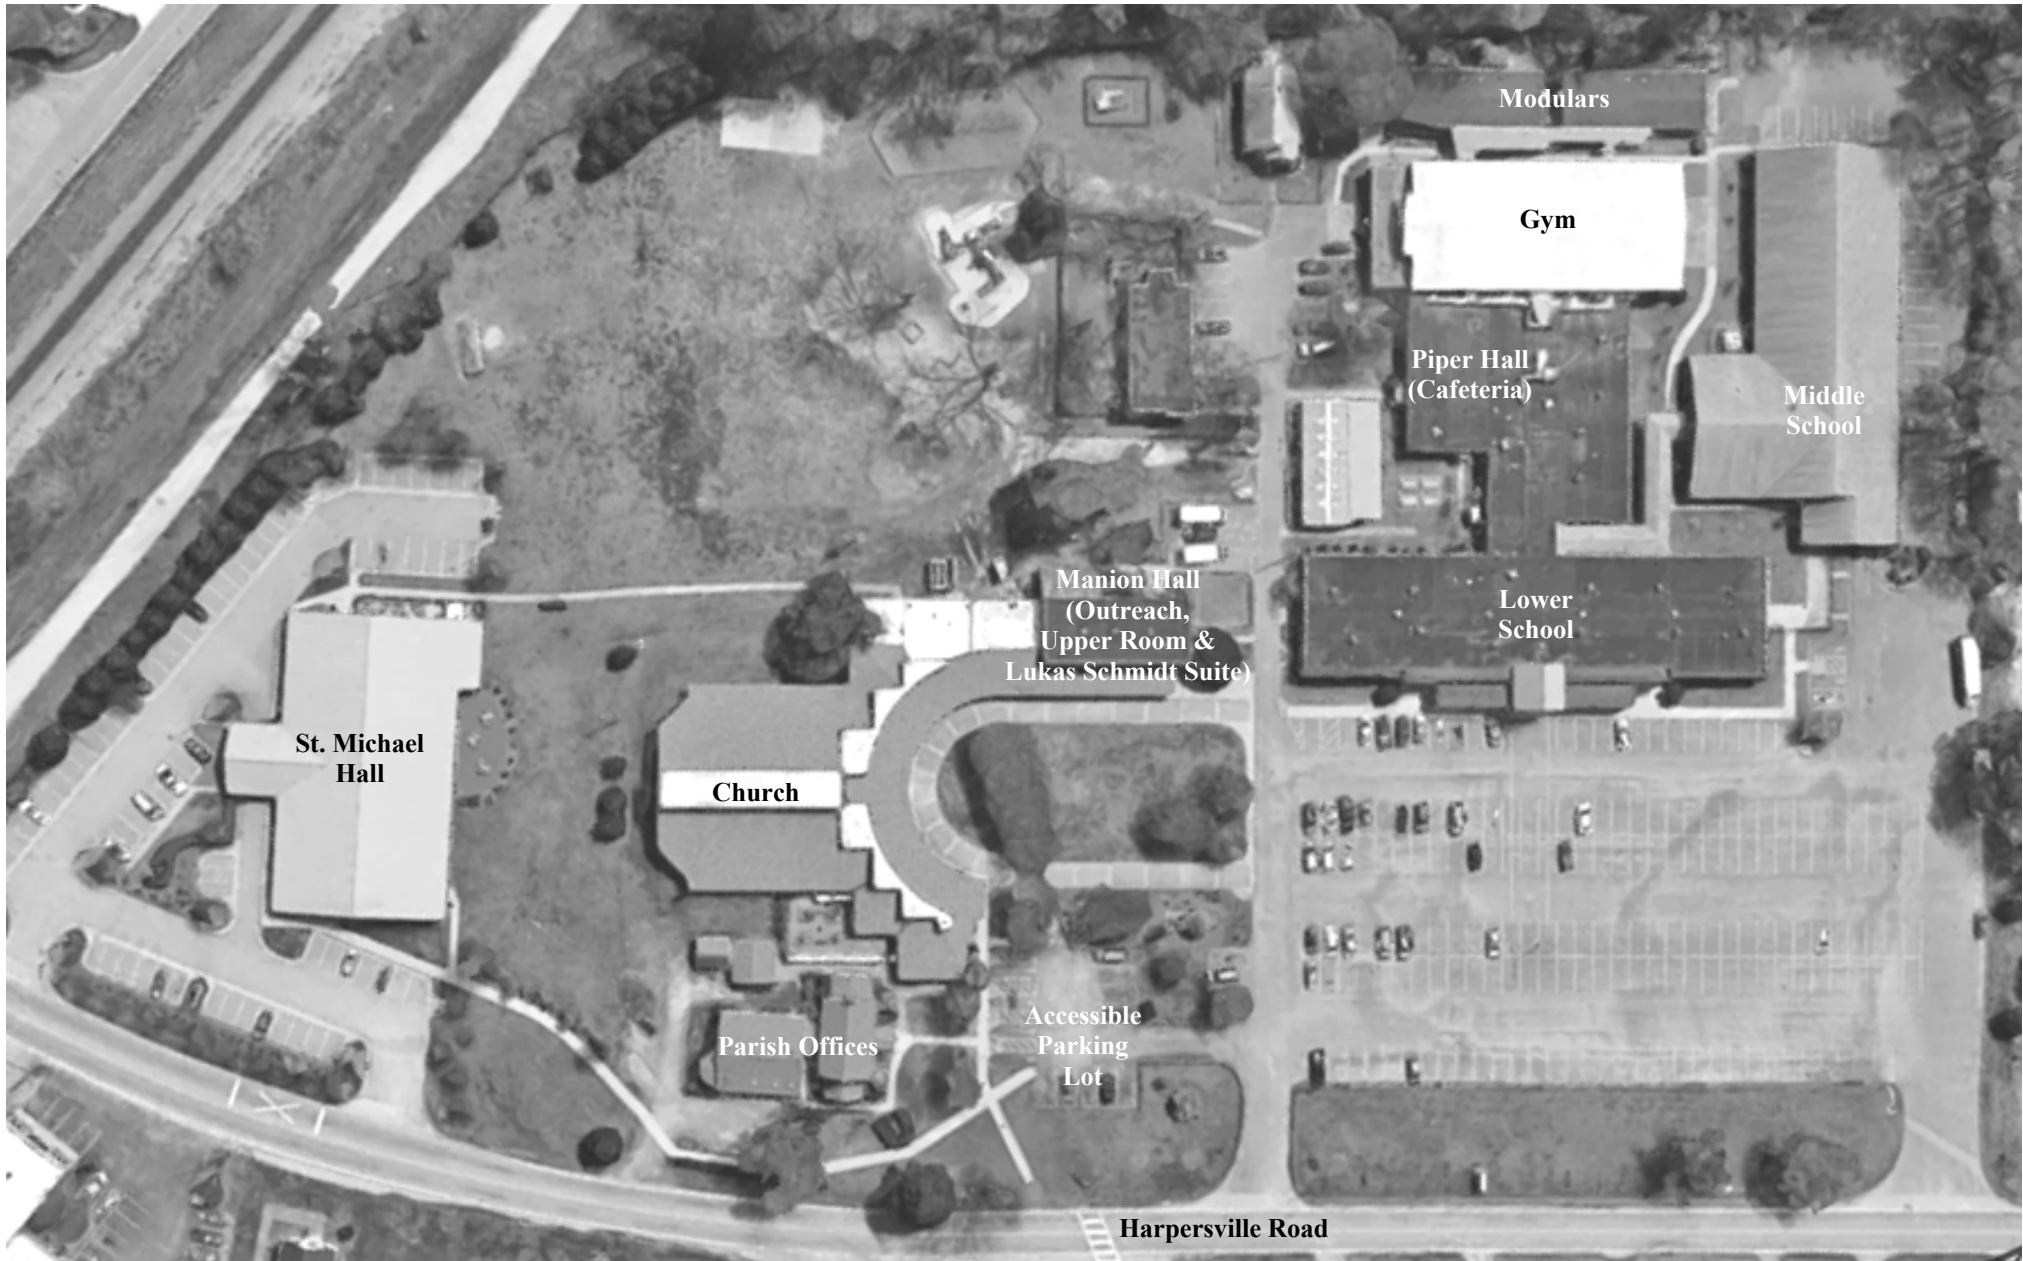 Modulars
Gym
Piper Hall
(Cafeteria)
Middle
School
Manion Hall
(Outreach,
Upper Room &
Lukas Schmidt Suite)
Lower
School
St. Michael
Hall
Church
Accessible
Parking
Lot
Parish Offices
Harpersville Road